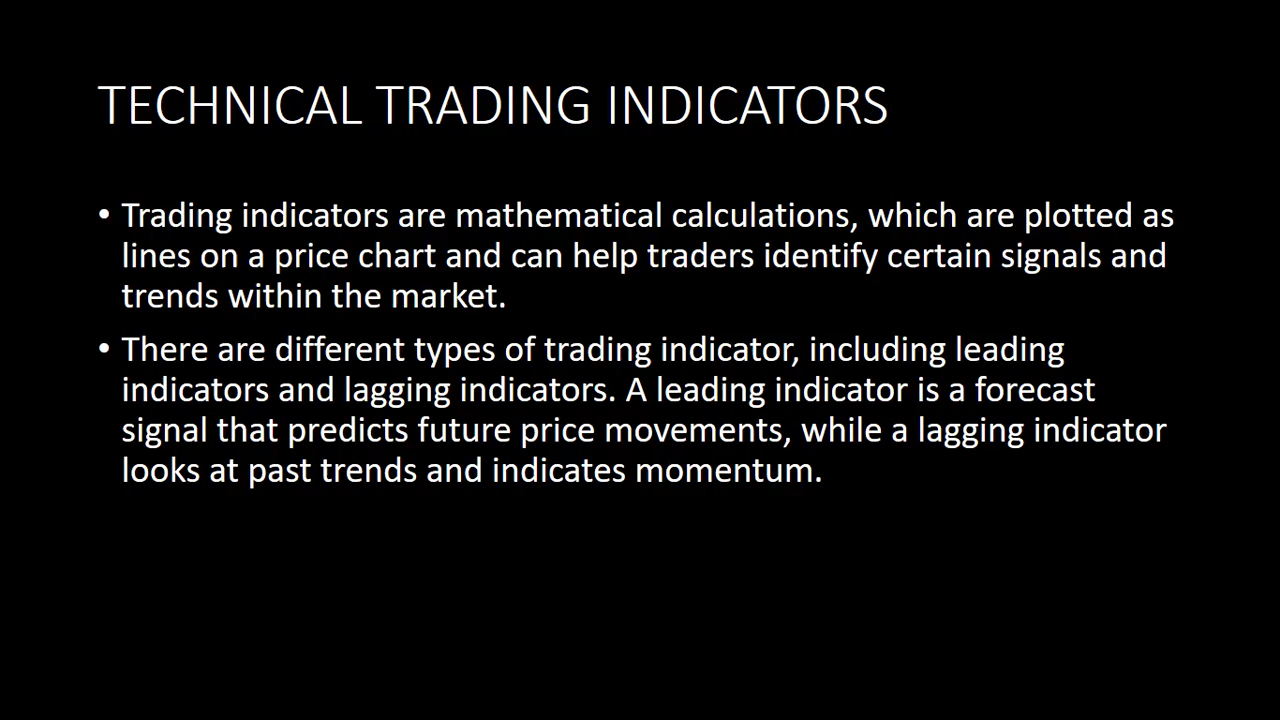 TECHNICAL TRADING INDICATORS
• Trading indicators are mathematical calculations, which are plotted as
lines on a price chart and can help traders identify certain signals and
trends within the market.
• There are different types of trading indicator, including leading
indicators and lagging indicators. A leading indicator is a forecast
signal that predicts future price movements, while a lagging indicator
looks at past trends and indicates momentum.